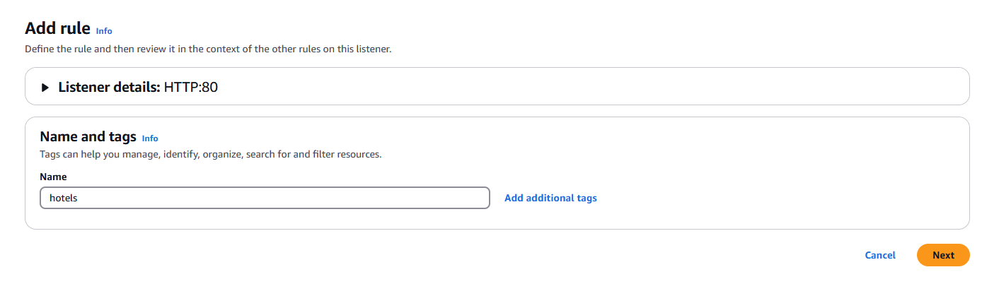 Add rule Info
Define the rule and then review it in the context of the other rules on this listener.
Listener details: HTTP:80
Name and tags Info
Tags can help you manage, identify, organize, search for and filter resources.
Name
hotels
Add additional tags
Cancel
Next